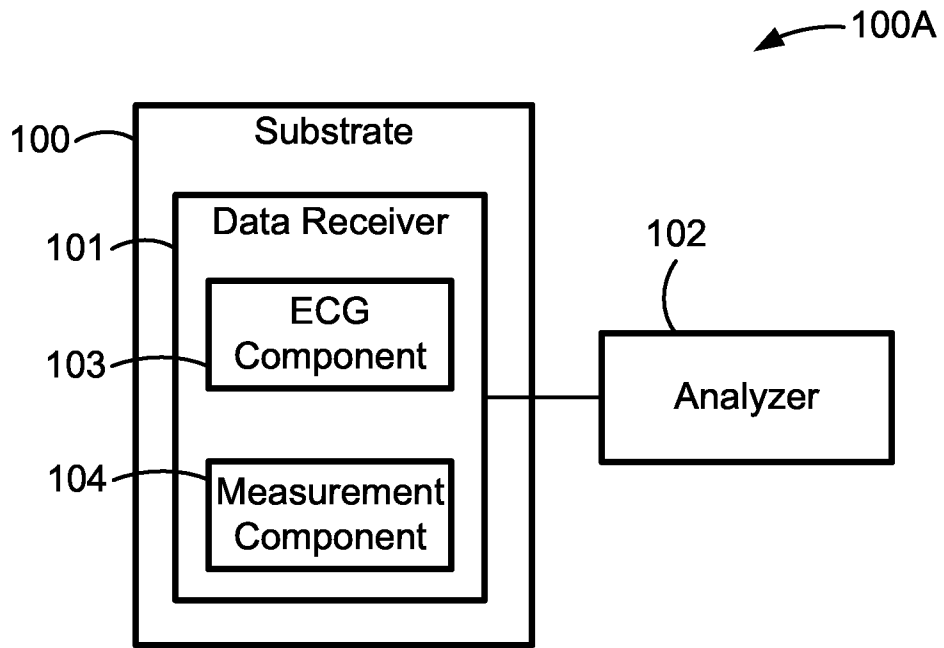 100A
100
Substrate
101
Data Receiver
102
ECG
Component
103
Analyzer
104
Measurement
Component